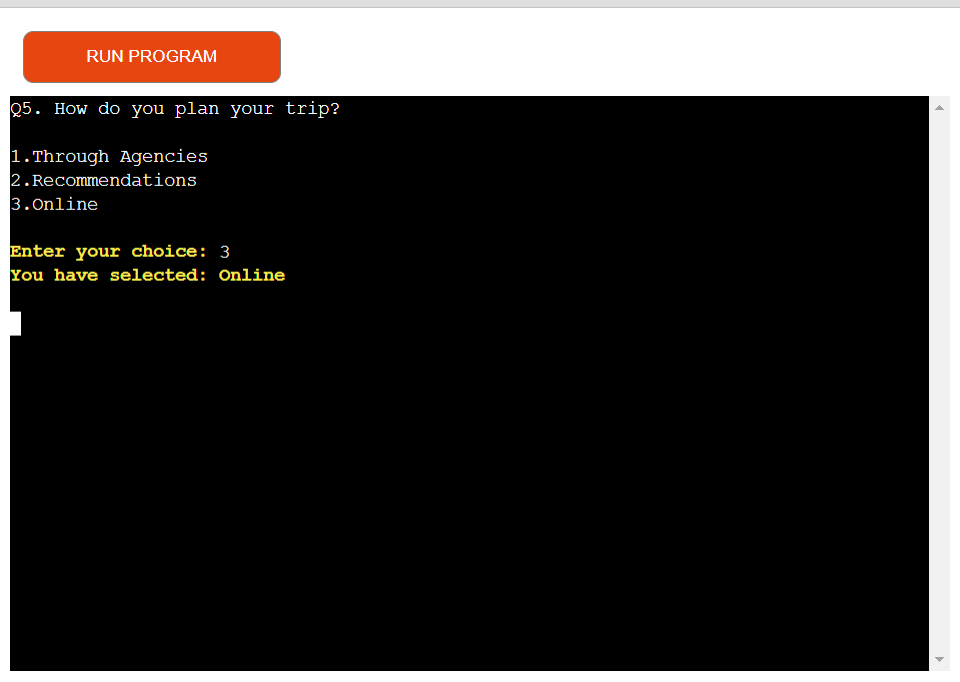 RUN PROGRAM
Q5. How do you plan your trip?
1.Through Agencies
2.Recommendations
3.Online
Enter your choice: 3
You have selected: Online